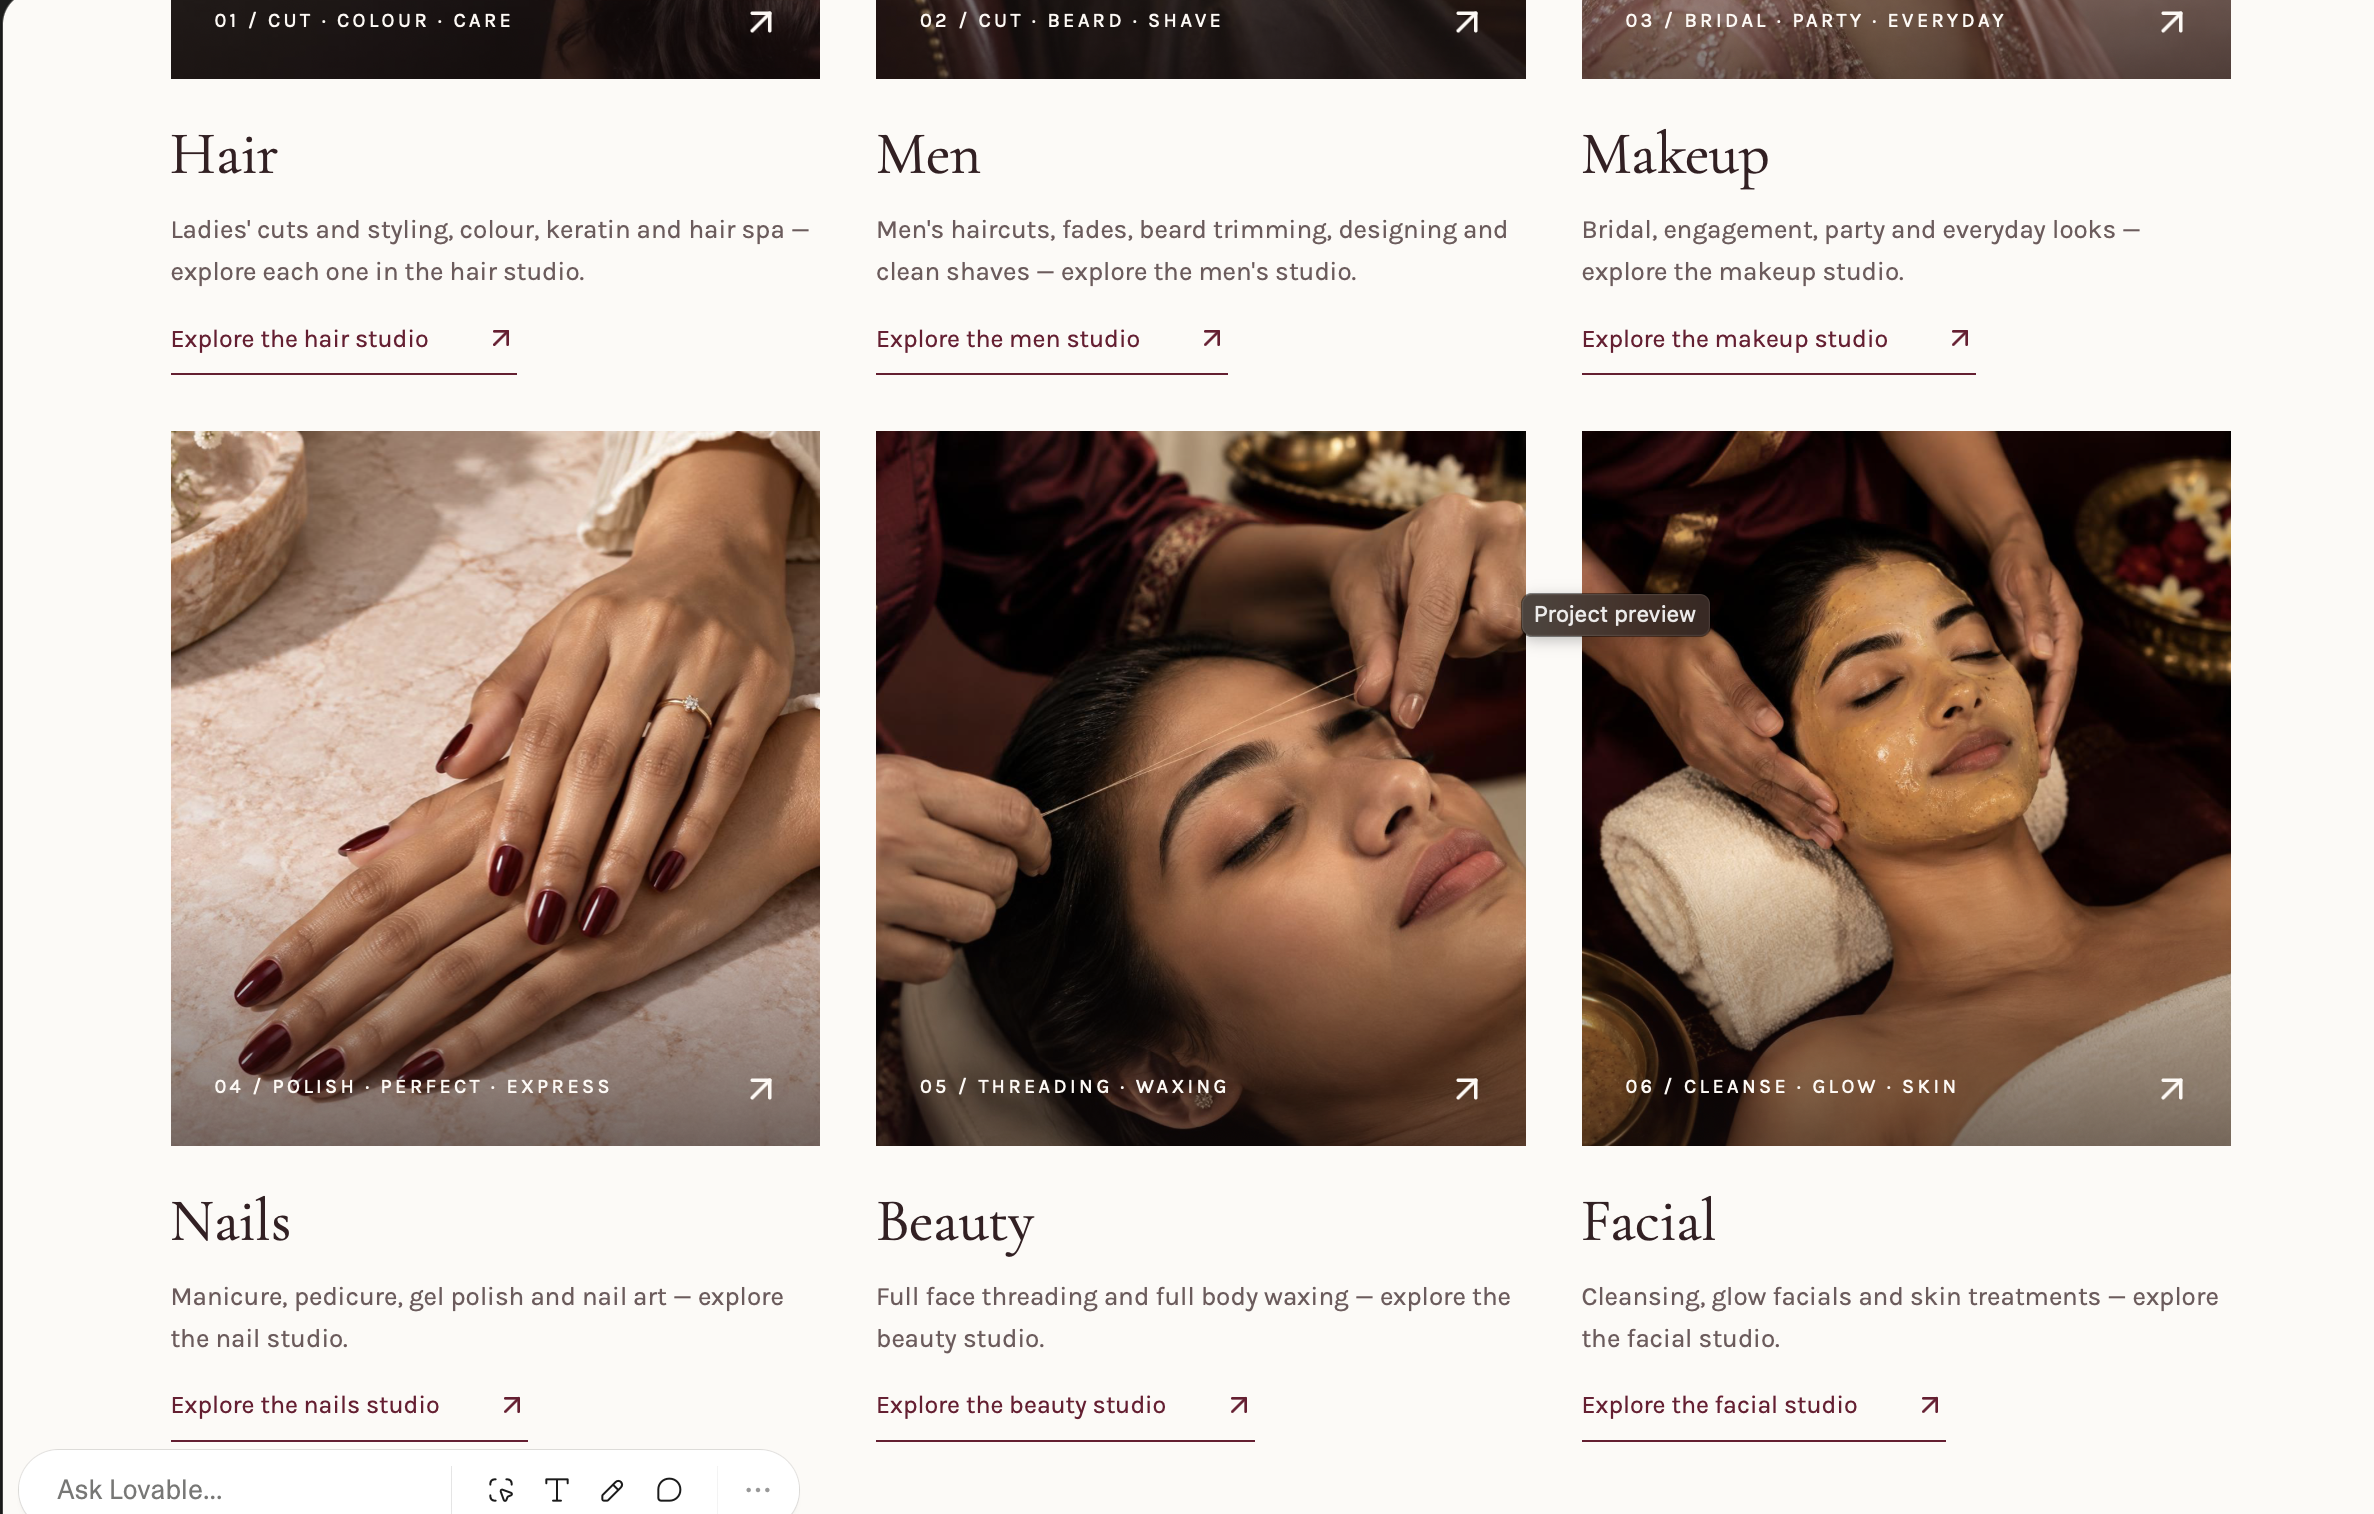 01 / CUT · COLOUR · CARE
02 / CUT · BEARD · SHAVE
03 / BRIDAL · PARTY · EVERYDAY
Hair
Ladies' cuts and styling, colour, keratin and hair spa —
explore each one in the hair studio.
Explore the hair studio
Men
Men's haircuts, fades, beard trimming, designing and
clean shaves — explore the men's studio.
Explore the men studio
Makeup
Bridal, engagement, party and everyday looks —
explore the makeup studio.
Explore the makeup studio
Project preview
04 / POLISH · PERFECT · EXPRESS
05 / THREADING · WAXING
06 / CLEANSE · GLOW · SKIN
Nails
Manicure, pedicure, gel polish and nail art — explore
the nail studio.
Explore the nails studio
Beauty
Full face threading and full body waxing — explore the
beauty studio.
Explore the beauty studio
Facial
Cleansing, glow facials and skin treatments — explore
the facial studio.
Explore the facial studio
Ask Lovable...